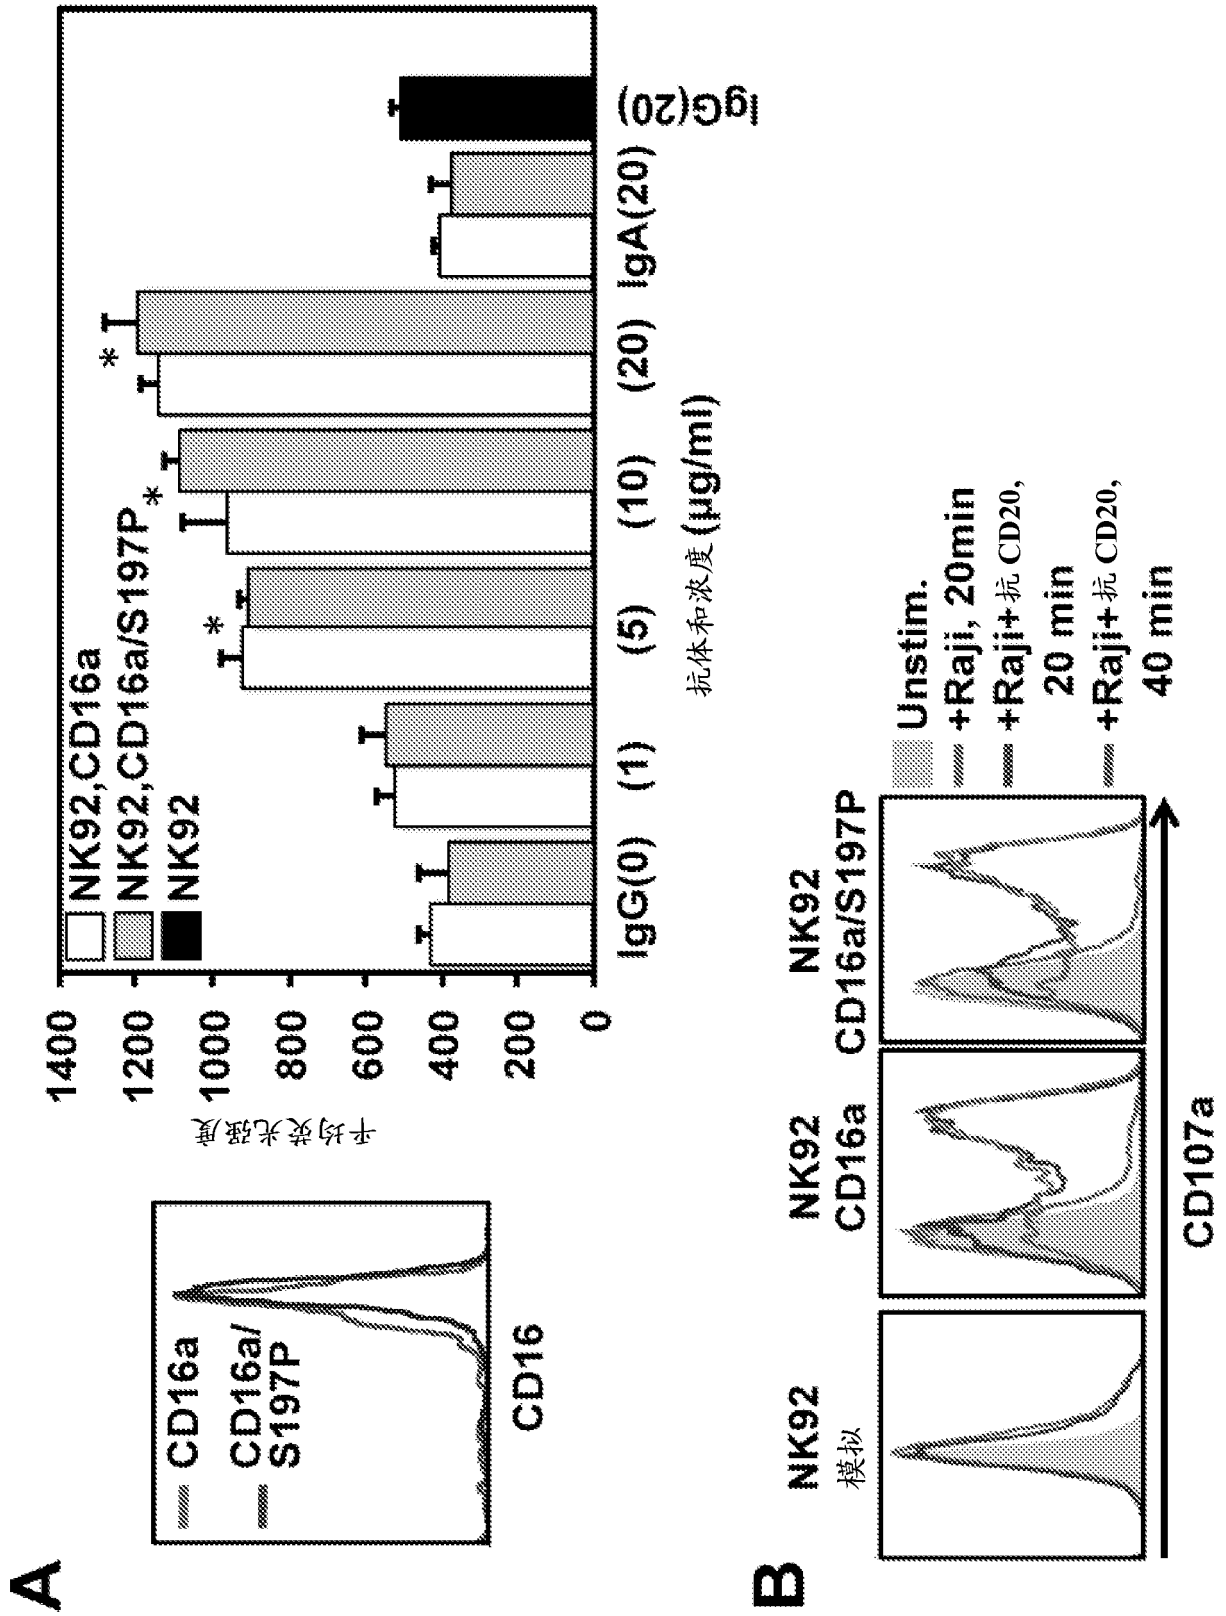 A
CD16a
CD16a/
S197P
CD16
平均荧光强度
1400
1200
1000
800
600
400
200
0
NK92,CD16a
NK92,CD16a/S197P
NK92
*
*
*
IgG(0)
(1)
(5)
(10)
(20)
IgA(20)
IgG(20)
抗体和浓度 (μg/ml)
B
NK92
模拟
NK92
CD16a
NK92
CD16a/S197P
Unstim.
+Raji, 20min
+Raji+抗 CD20,
20 min
+Raji+抗 CD20,
40 min
CD107a